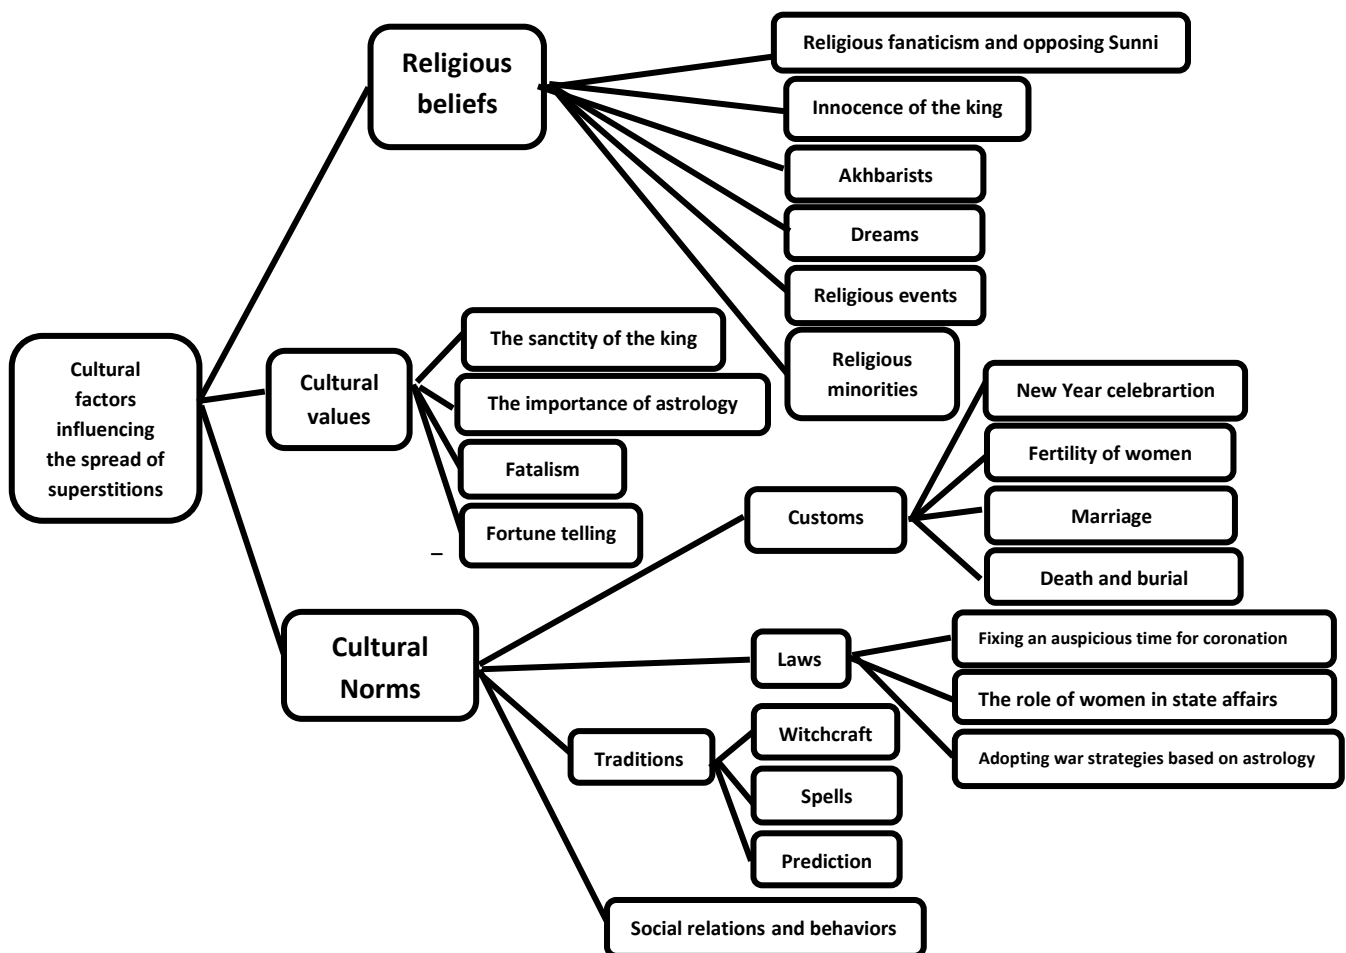 Religious fanaticism and opposing Sunni
Religious
beliefs
Innocence of the king
Akhbarists
Dreams
Religious events
Religious
minorities
The sanctity of the king
Cultural
factors
influencing
the spread of
superstitions
Cultural
values
The importance of astrology
Fatalism
Fortune telling
New Year celebrartion
Fertility of women
Customs
Marriage
Death and burial
Cultural
Norms
Laws
Fixing an auspicious time for coronation
The role of women in state affairs
Adopting war strategies based on astrology
Traditions
Witchcraft
Spells
Prediction
Social relations and behaviors